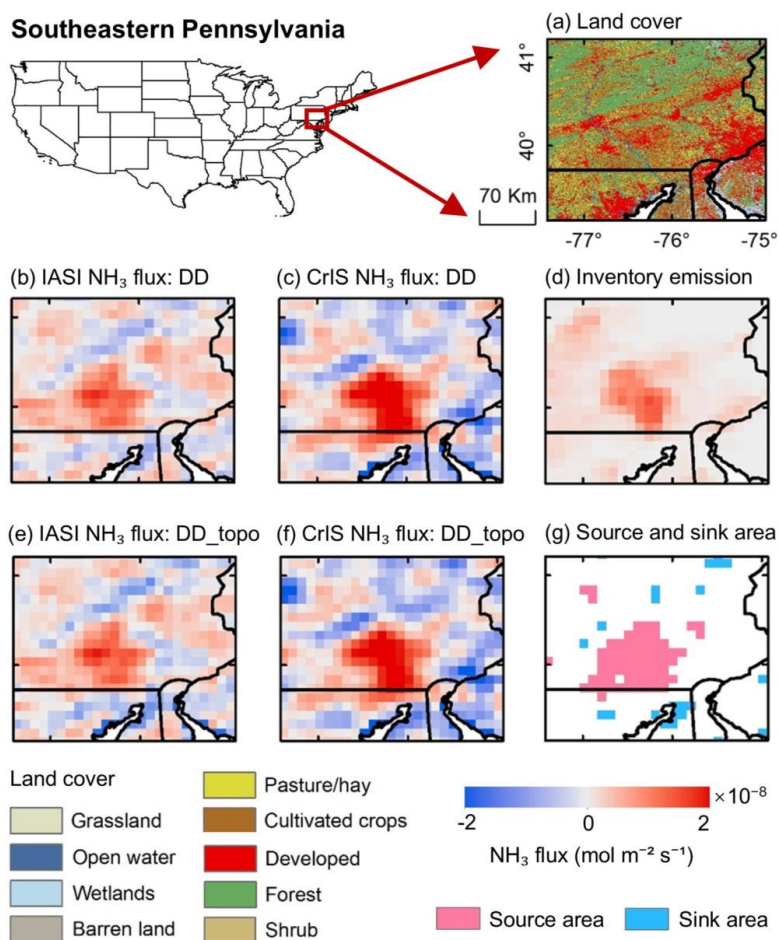 Southeastern Pennsylvania
(a) Land cover
41°
40°
70 Km
-77° -76° -75°
(b) IASI NH₃ flux: DD
(c) CrIS NH₃ flux: DD
(d) Inventory emission
(e) IASI NH₃ flux: DD_topo
(f) CrIS NH₃ flux: DD_topo
(g) Source and sink area
Land cover
Grassland
Open water
Wetlands
Barren land
Pasture/hay
Cultivated crops
Developed
Forest
Shrub
×10⁻⁸
-2 0 2
NH₃ flux (mol m⁻² s⁻¹)
Source area
Sink area